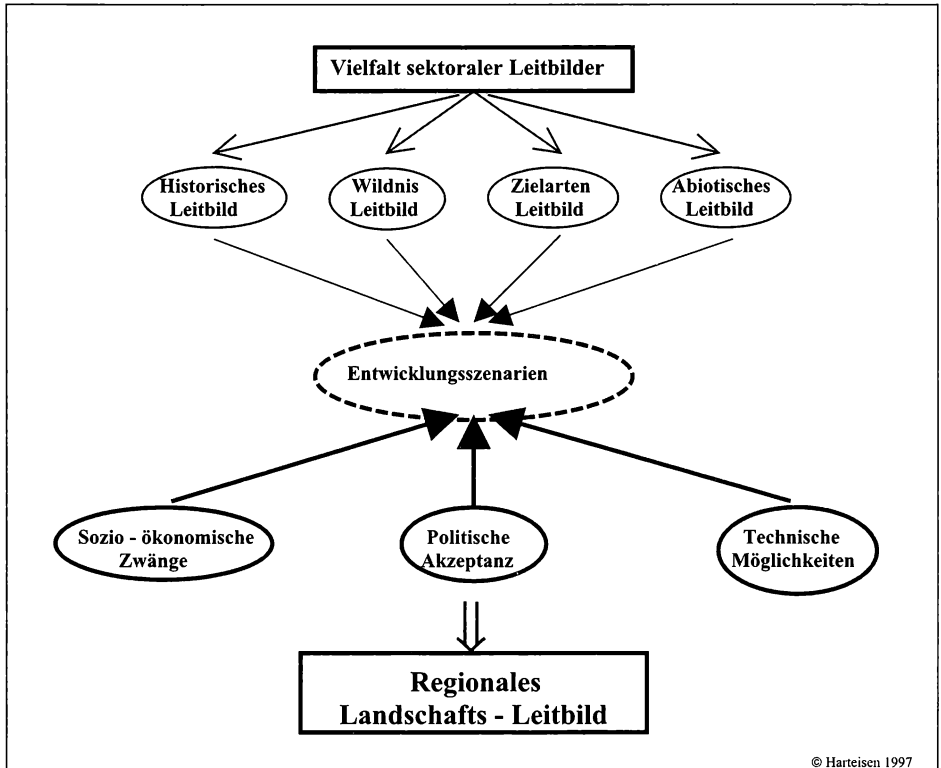 Vielfalt sektoraler Leitbilder
Historisches
Leitbild
Wildnis
Leitbild
Zielarten
Leitbild
Abiotisches
Leitbild
Entwicklungsszenarien
Sozio - ökonomische
Zwänge
Politische
Akzeptanz
Technische
Möglichkeiten
Regionales
Landschafts - Leitbild
© Harteisen 1997